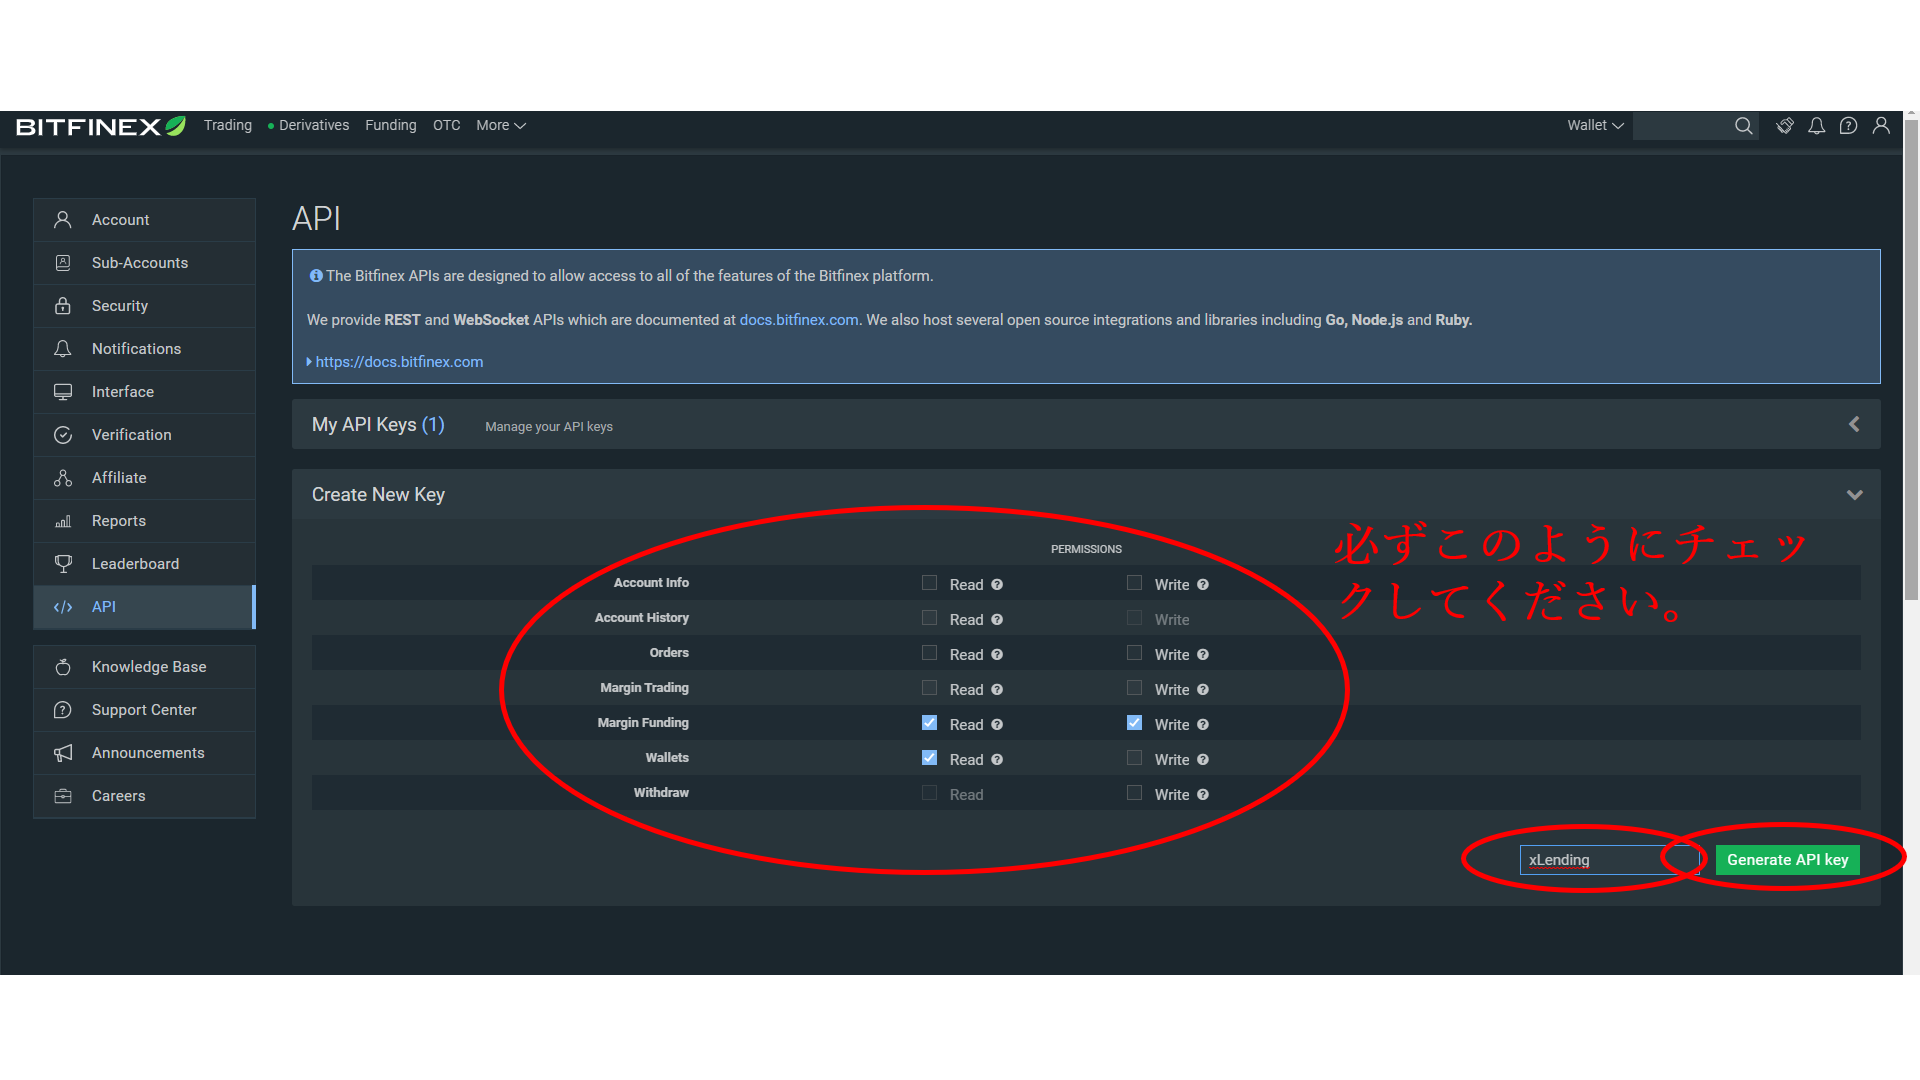 BITFINEX Trading Derivatives Funding OTC More Wallet
Account
Sub-Accounts
Security
Notifications
Interface
Verification
Affiliate
Reports
Leaderboard
API
Knowledge Base
Support Center
Announcements
Careers
API
The Bitfinex APIs are designed to allow access to all of the features of the Bitfinex platform.
We provide REST and WebSocket APIs which are documented at docs.bitfinex.com. We also host several open source integrations and libraries including Go, Node.js and Ruby.
https://docs.bitfinex.com
My API Keys (1) Manage your API keys
Create New Key
PERMISSIONS
Account Info Read Write
Account History Read Write
Orders Read Write
Margin Trading Read Write
Margin Funding Read Write
Wallets Read Write
Withdraw Read Write
必ずこのようにチェッ
クしてください。
xLending Generate API key